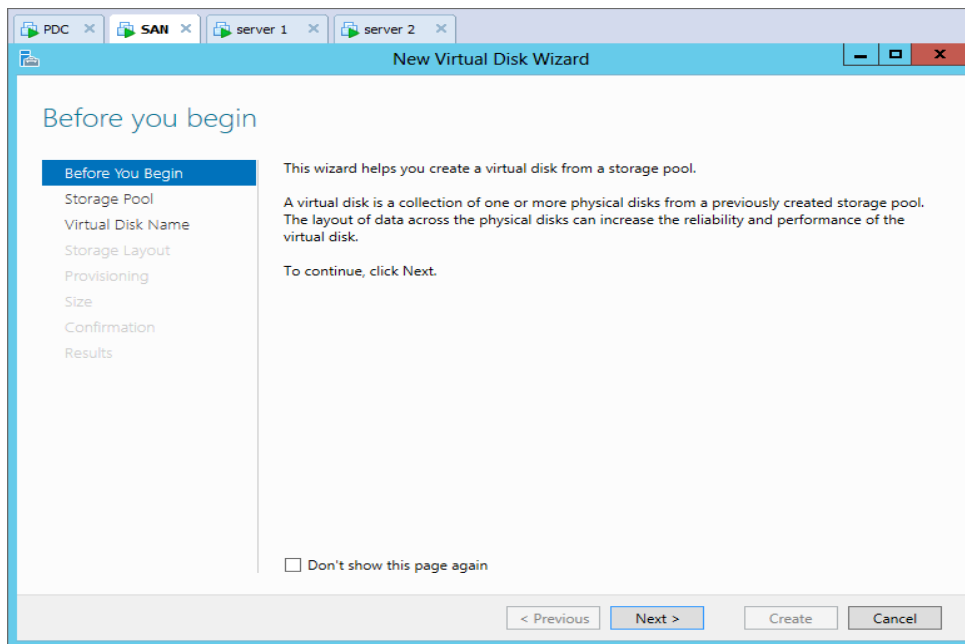 PDC
SAN
server 1
server 2
New Virtual Disk Wizard
Before you begin
Before You Begin
Storage Pool
Virtual Disk Name
Storage Layout
Provisioning
Size
Confirmation
Results
This wizard helps you create a virtual disk from a storage pool.
A virtual disk is a collection of one or more physical disks from a previously created storage pool.
The layout of data across the physical disks can increase the reliability and performance of the
virtual disk.
To continue, click Next.
Don't show this page again
< Previous
Next >
Create
Cancel